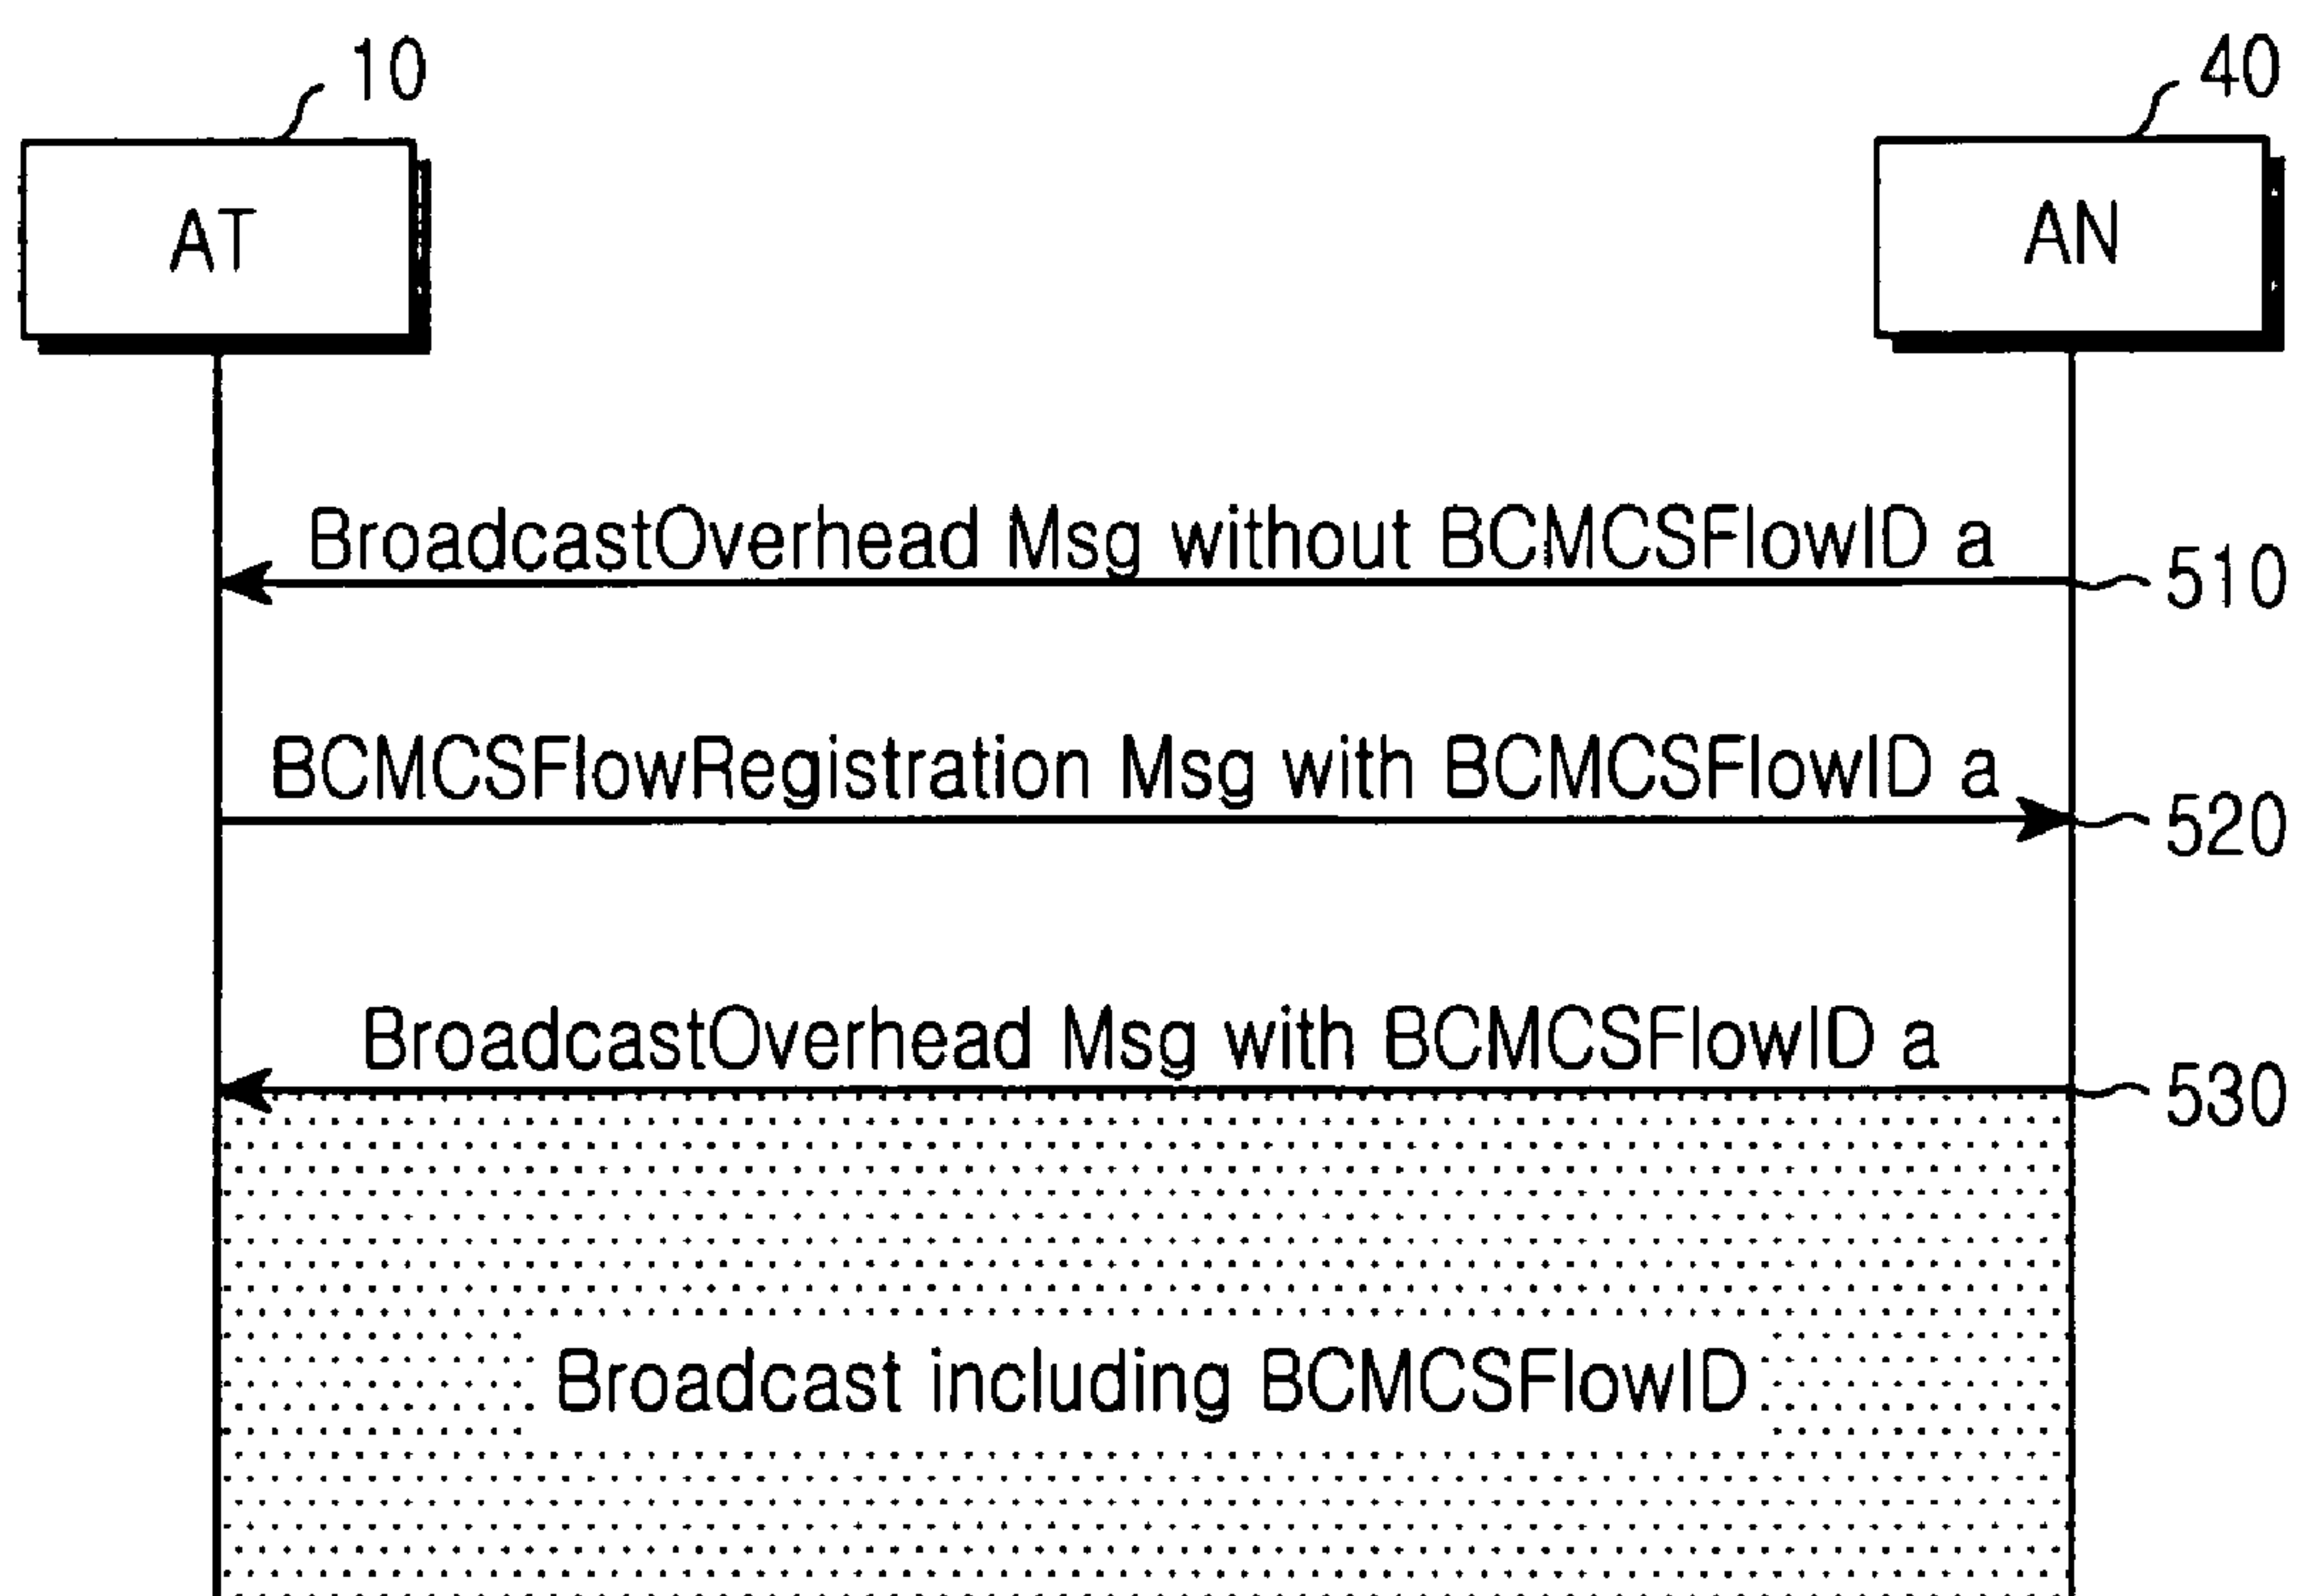 10
40
AT
AN
BroadcastOverhead Msg without BCMCSFlowID a
510
BCMCSFlowRegistration Msg with BCMCSFlowID a
520
BroadcastOverhead Msg with BCMCSFlowID a
530
Broadcast including BCMCSFlowID